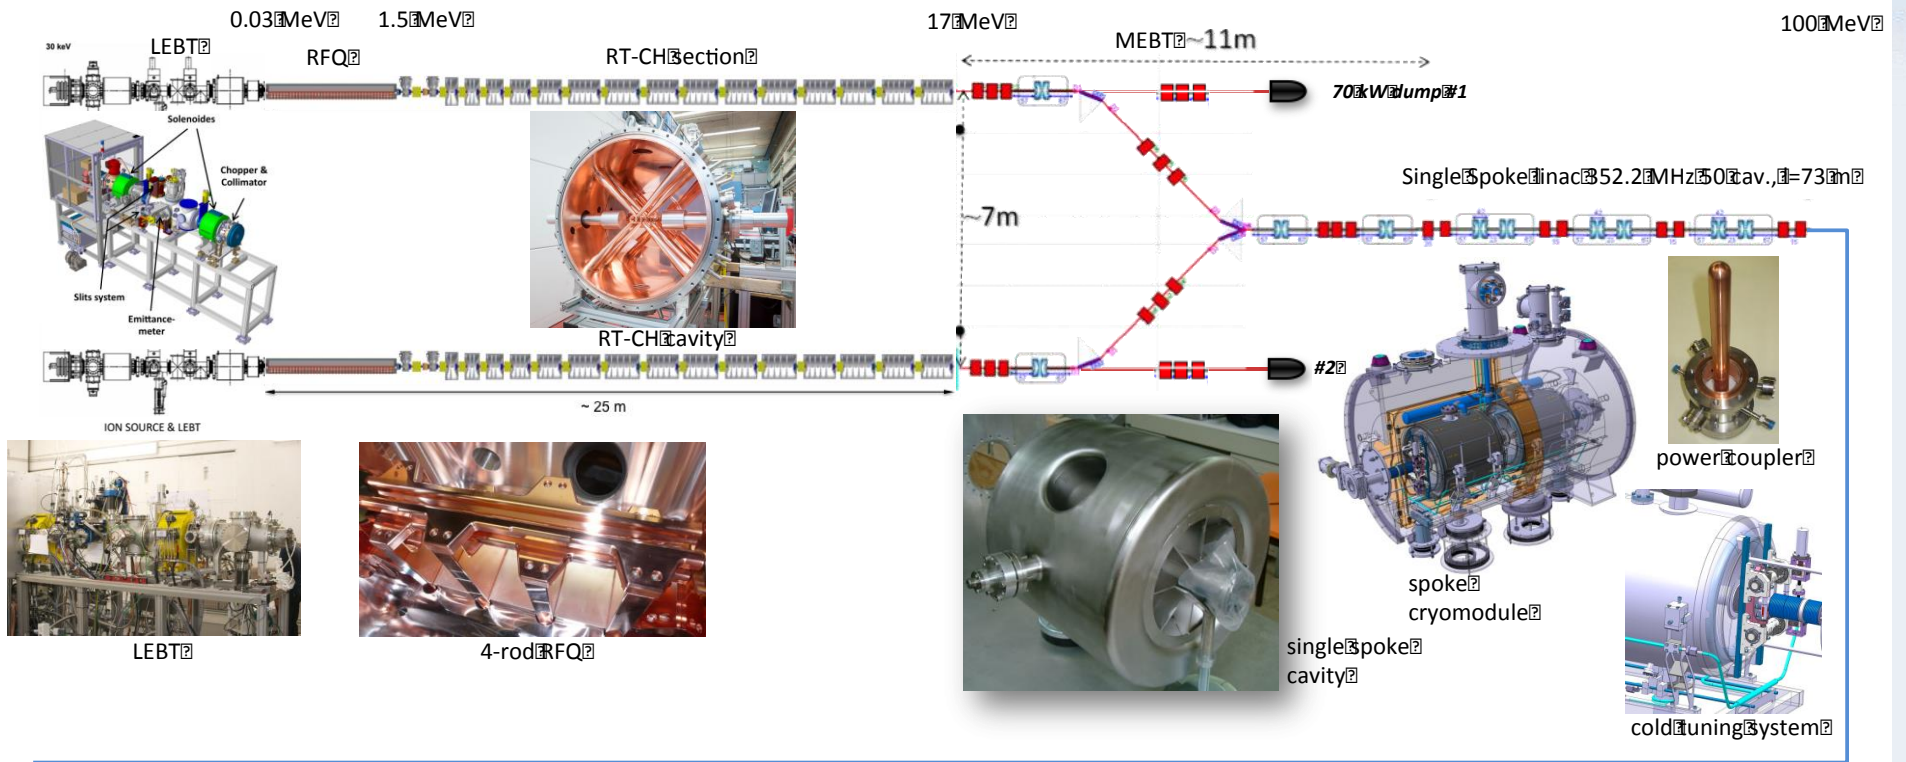 0.03 MeV
1.5 MeV
17 MeV
100 MeV
30 keV
LEBT
RFQ
RT-CH section
MEBT ~11m
70 kW dump #1
Solenoides
Chopper &
Collimator
Slits system
Emittance-
meter
~7m
Single Spoke linac 352.2 MHz 50 cav., l=73 m
RT-CH cavity
#2
~ 25 m
ION SOURCE & LEBT
power coupler
LEBT
4-rod RFQ
single spoke
cavity
spoke
cryomodule
cold tuning system